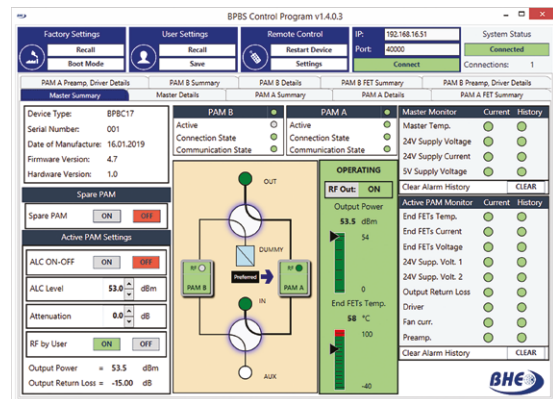 BPBS Control Program v1.4.0.3
Factory Settings
Recall
Boot Mode
User Settings
Recall
Save
Remote Control
Restart Device
Settings
IP: 192.168.16.51
Port: 40000
Connect
System Status
Connected
Connections: 1
PAM A Preamp, Driver Details
PAM B Summary
PAM B Details
PAM B FET Summary
PAM B Preamp, Driver Details
Master Summary
Master Details
PAM A Summary
PAM A Details
PAM A FET Summary
Device Type: BPBC17
Serial Number: 001
Date of Manufacture: 16.01.2019
Firmware Version: 4.7
Hardware Version: 1.0
Spare PAM
Spare PAM ON OFF
Active PAM Settings
ALC ON-OFF ON OFF
ALC Level 53.0 dBm
Attenuation 0.0 dB
RF by User ON OFF
Output Power = 53.5 dBm
Output Return Loss = -15.00 dB
PAM B
Active
Connection State
Communication State
PAM A
Active
Connection State
Communication State
OUT
DUMMY
RF
PAM B
Preferred
RF
PAM A
IN
AUX
OPERATING
RF Out: ON
Output Power
53.5 dBm
54
0
End FETs Temp.
58 °C
100
-40
Master Monitor Current History
Master Temp.
24V Supply Voltage
24V Supply Current
5V Supply Voltage
Clear Alarm History CLEAR
Active PAM Monitor Current History
End FETs Temp.
End FETs Current
End FETs Voltage
24V Supp. Volt. 1
24V Supp. Volt. 2
Output Return Loss
Driver
Fan curr.
Preamp.
Clear Alarm History CLEAR
BHE